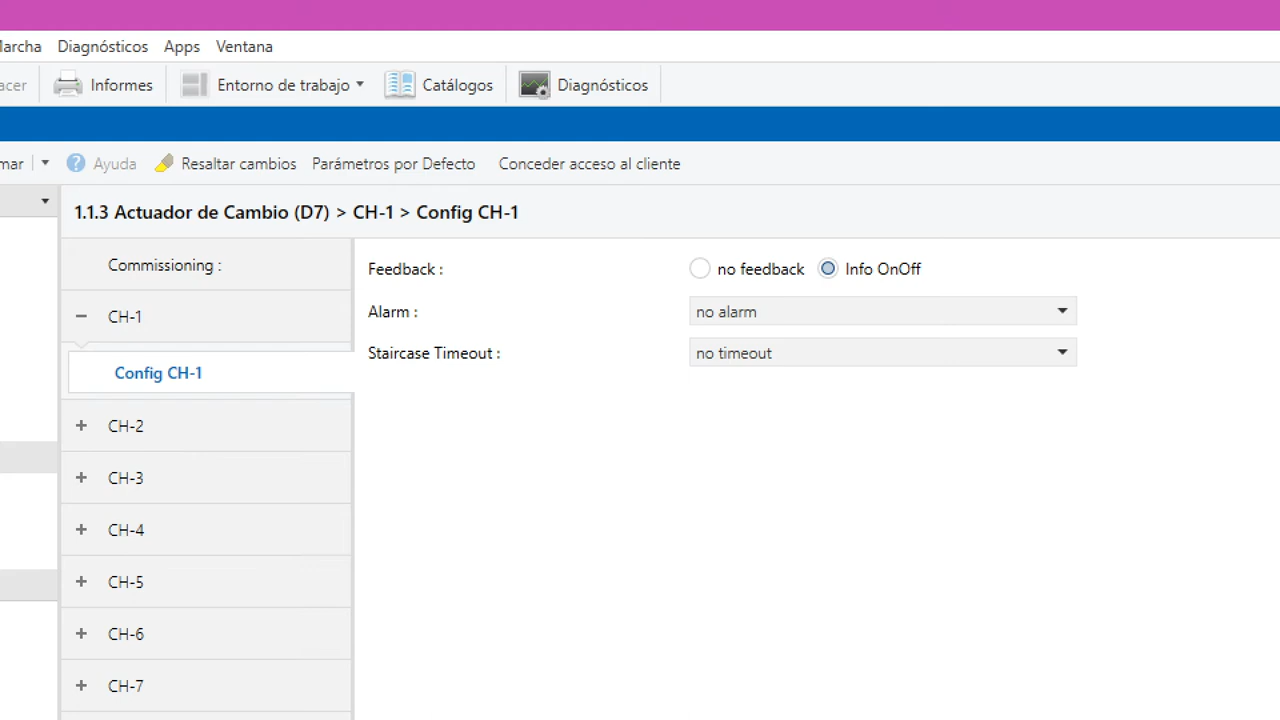 Marcha Diagnósticos Apps Ventana
acer Informes Entorno de trabajo Catálogos Diagnósticos
mar Ayuda Resaltar cambios Parámetros por Defecto Conceder acceso al cliente
1.1.3 Actuador de Cambio (D7) > CH-1 > Config CH-1
Commissioning :
Feedback : no feedback Info OnOff
CH-1
Alarm : no alarm
Staircase Timeout : no timeout
Config CH-1
CH-2
CH-3
CH-4
CH-5
CH-6
CH-7